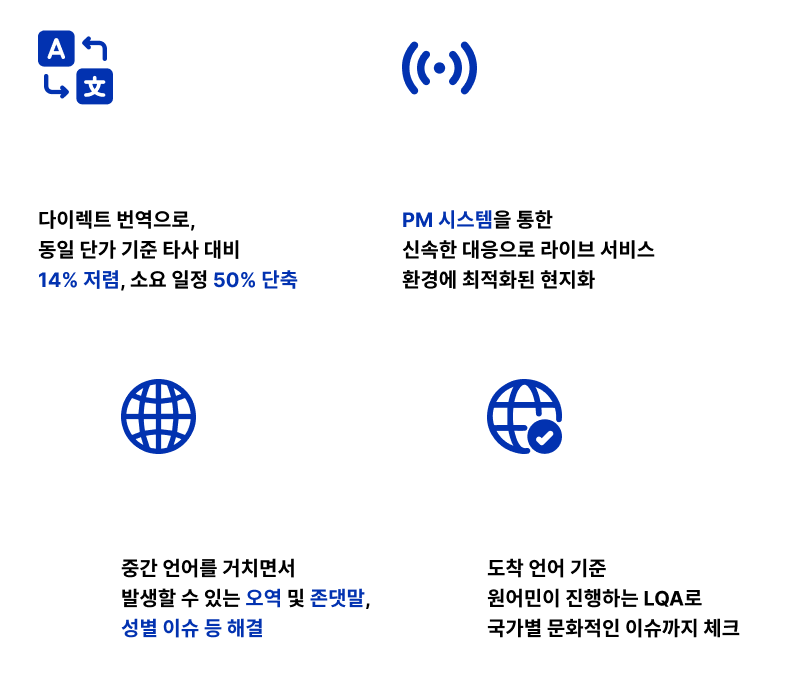 A
文
다이렉트 번역으로,
동일 단가 기준 타사 대비
14% 저렴, 소요 일정 50% 단축
PM 시스템을 통한
신속한 대응으로 라이브 서비스
환경에 최적화된 현지화
중간 언어를 거치면서
발생할 수 있는 오역 및 존댓말,
성별 이슈 등 해결
도착 언어 기준
원어민이 진행하는 LQA로
국가별 문화적인 이슈까지 체크